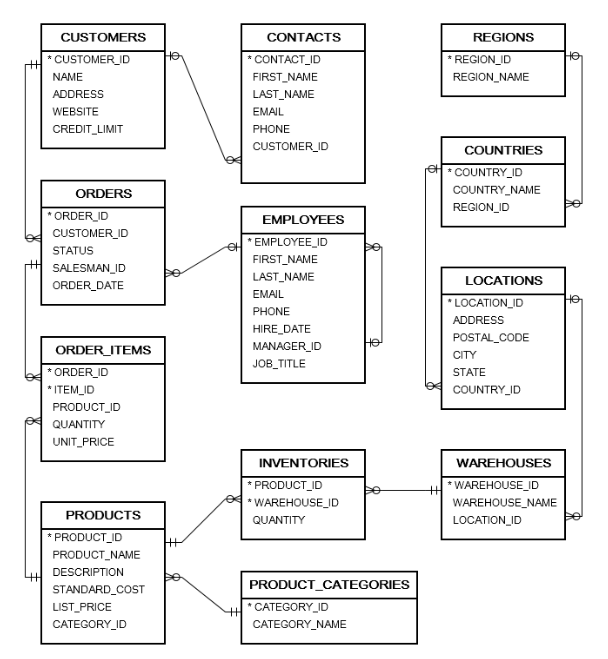 CUSTOMERS
* CUSTOMER_ID
NAME
ADDRESS
WEBSITE
CREDIT_LIMIT
CONTACTS
* CONTACT_ID
FIRST_NAME
LAST_NAME
EMAIL
PHONE
CUSTOMER_ID
REGIONS
* REGION_ID
REGION_NAME
COUNTRIES
* COUNTRY_ID
COUNTRY_NAME
REGION_ID
ORDERS
* ORDER_ID
CUSTOMER_ID
STATUS
SALESMAN_ID
ORDER_DATE
EMPLOYEES
* EMPLOYEE_ID
FIRST_NAME
LAST_NAME
EMAIL
PHONE
HIRE_DATE
MANAGER_ID
JOB_TITLE
LOCATIONS
* LOCATION_ID
ADDRESS
POSTAL_CODE
CITY
STATE
COUNTRY_ID
ORDER_ITEMS
* ORDER_ID
* ITEM_ID
PRODUCT_ID
QUANTITY
UNIT_PRICE
INVENTORIES
* PRODUCT_ID
* WAREHOUSE_ID
QUANTITY
WAREHOUSES
* WAREHOUSE_ID
WAREHOUSE_NAME
LOCATION_ID
PRODUCTS
* PRODUCT_ID
PRODUCT_NAME
DESCRIPTION
STANDARD_COST
LIST_PRICE
CATEGORY_ID
PRODUCT_CATEGORIES
* CATEGORY_ID
CATEGORY_NAME